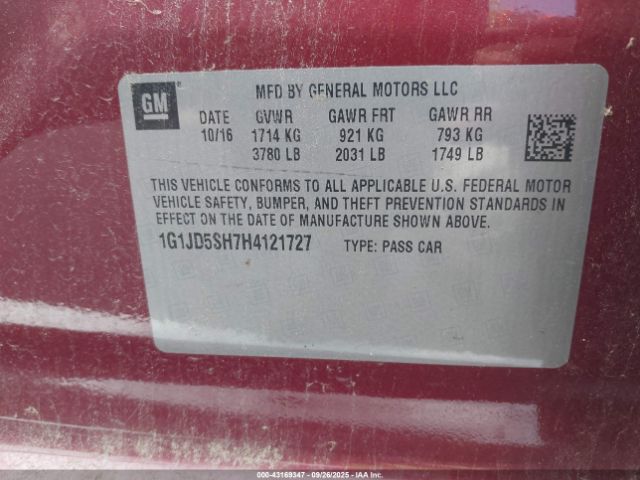 GM
MFD BY GENERAL MOTORS LLC
DATE GVWR GAWR FRT GAWR RR
10/16 1714 KG 921 KG 793 KG
3780 LB 2031 LB 1749 LB
THIS VEHICLE CONFORMS TO ALL APPLICABLE U.S. FEDERAL MOTOR
VEHICLE SAFETY, BUMPER, AND THEFT PREVENTION STANDARDS IN
EFFECT ON THE DATE OF MANUFACTURE SHOWN ABOVE.
1G1JD5SH7H4121727 TYPE: PASS CAR
000-43169347 - 09/26/2025 - IAA Inc.